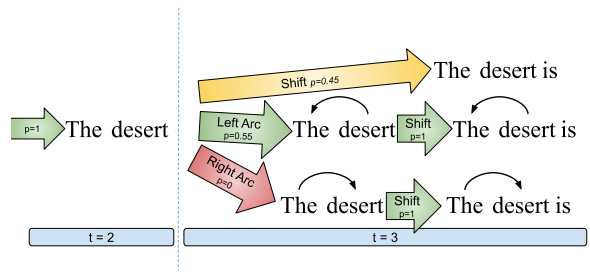 Shift p=0.45
The desert is
p=1
The desert
Left Arc
p=0.55
The desert
Shift
p=1
The desert is
Right Arc
p=0
The desert
Shift
p=1
The desert is
t = 2
t = 3